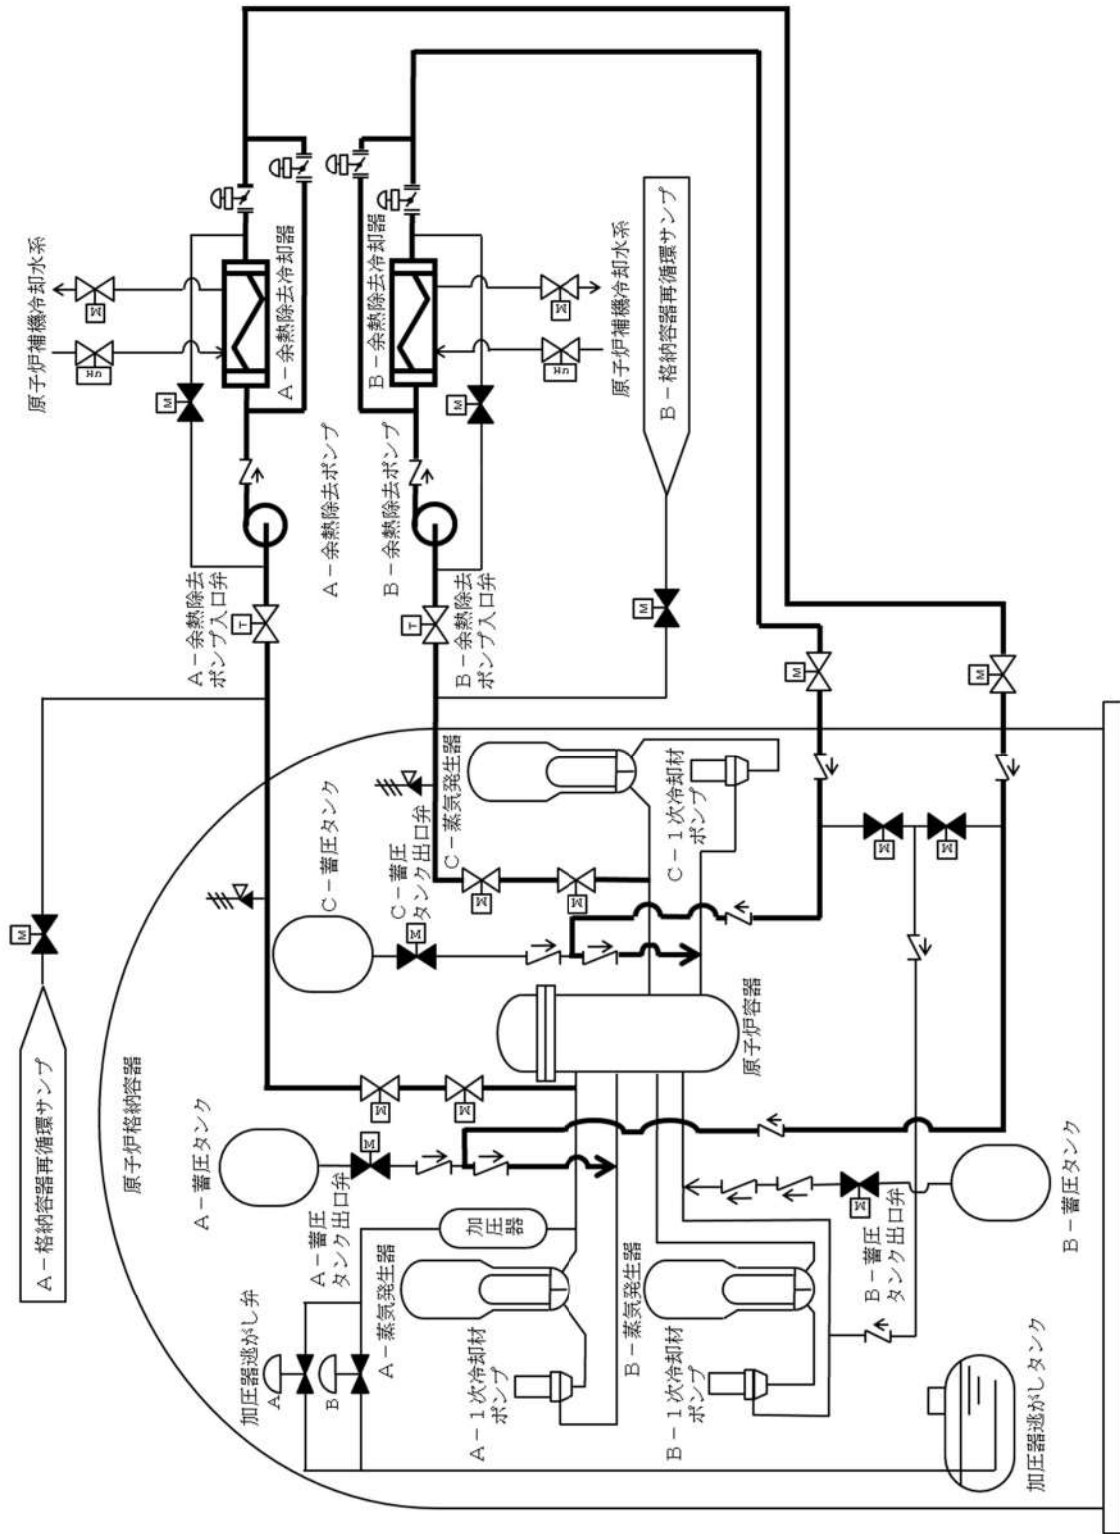 A-格納容器再循環サンプ
M
原子炉補機冷却水系
M
原子炉格納容器
M
A-余熱除去
ポンプ入口弁
A-蓄圧タンク
T
加圧器逃がし弁
A
A-余熱除去冷却器
A-蓄圧
タンク出口弁
M
C-蓄圧タンク
A-余熱除去ポンプ
B
M
A-蒸気発生器
C-蓄圧
タンク出口弁
M
B-余熱除去冷却器
B-余熱除去ポンプ
T
加圧器
M
C-蒸気発生器
M
B-余熱除去
ポンプ入口弁
M
A-1次冷却材
ポンプ
M
M
M
B-蒸気発生器
原子炉補機冷却水系
B-格納容器再循環サンプ
M
C-1次冷却材
ポンプ
B-1次冷却材
ポンプ
原子炉容器
M
B-蓄圧
タンク出口弁
M
M
M
M
加圧器逃がしタンク
B-蓄圧タンク